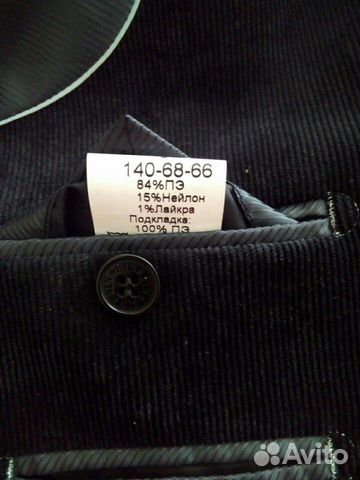 140-68-66
84%ПЭ
15%Нейлон
1%Лайкра
Подкладка:
100% ПЭ
Avito